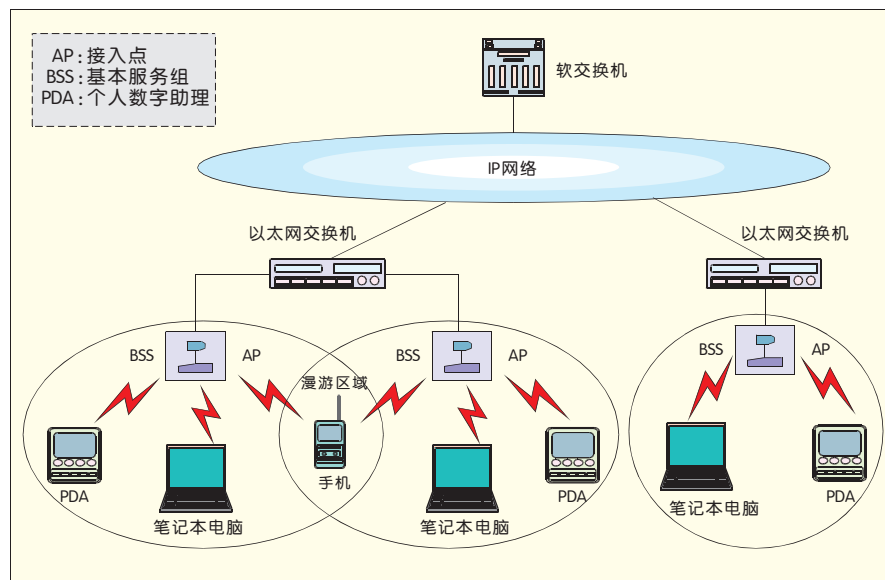 AP:接入点
BSS:基本服务组
PDA:个人数字助理
软交换机
IP网络
以太网交换机
以太网交换机
BSS
AP
BSS
AP
BSS
AP
漫游区域
手机
PDA
笔记本电脑
笔记本电脑
PDA
笔记本电脑
PDA